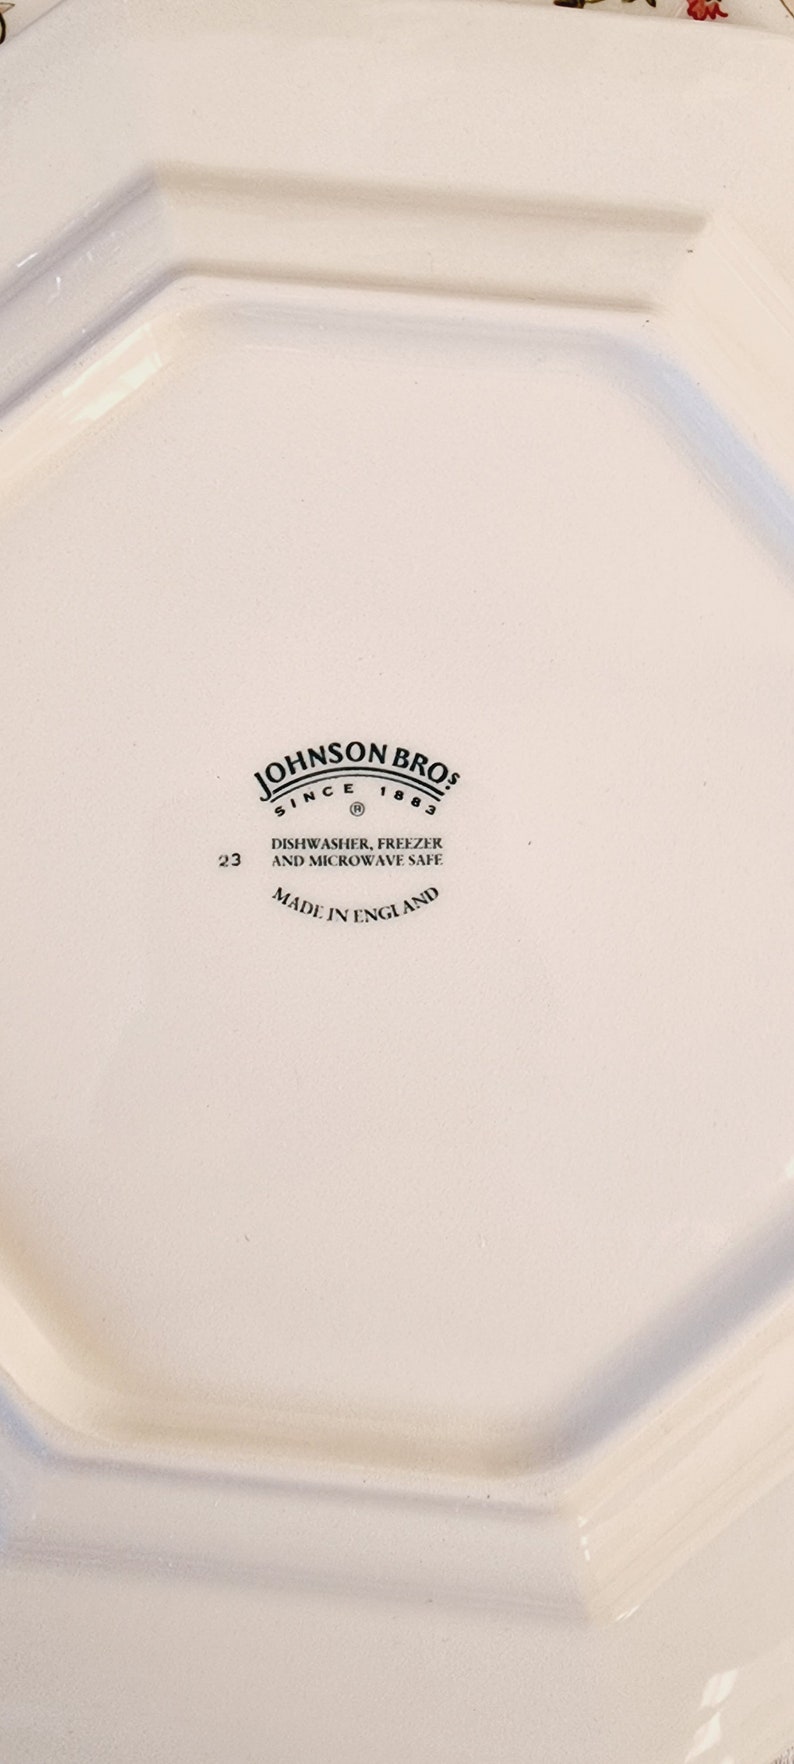 JOHNSON BROS
SINCE 1883
®
DISHWASHER, FREEZER
23 AND MICROWAVE SAFE
MADE IN ENGLAND